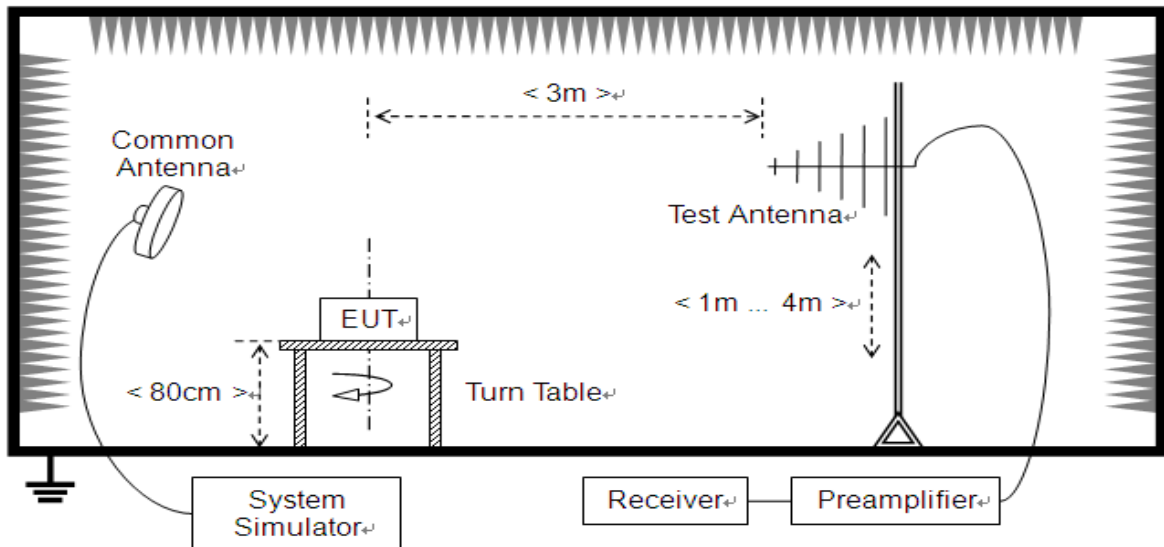 < 3m >↵
Common
Antenna↵
Test Antenna↵
< 1m ... 4m >↵
EUT↵
< 80cm >↵
Turn Table↵
System
Simulator↵
Receiver↵
Preamplifier↵